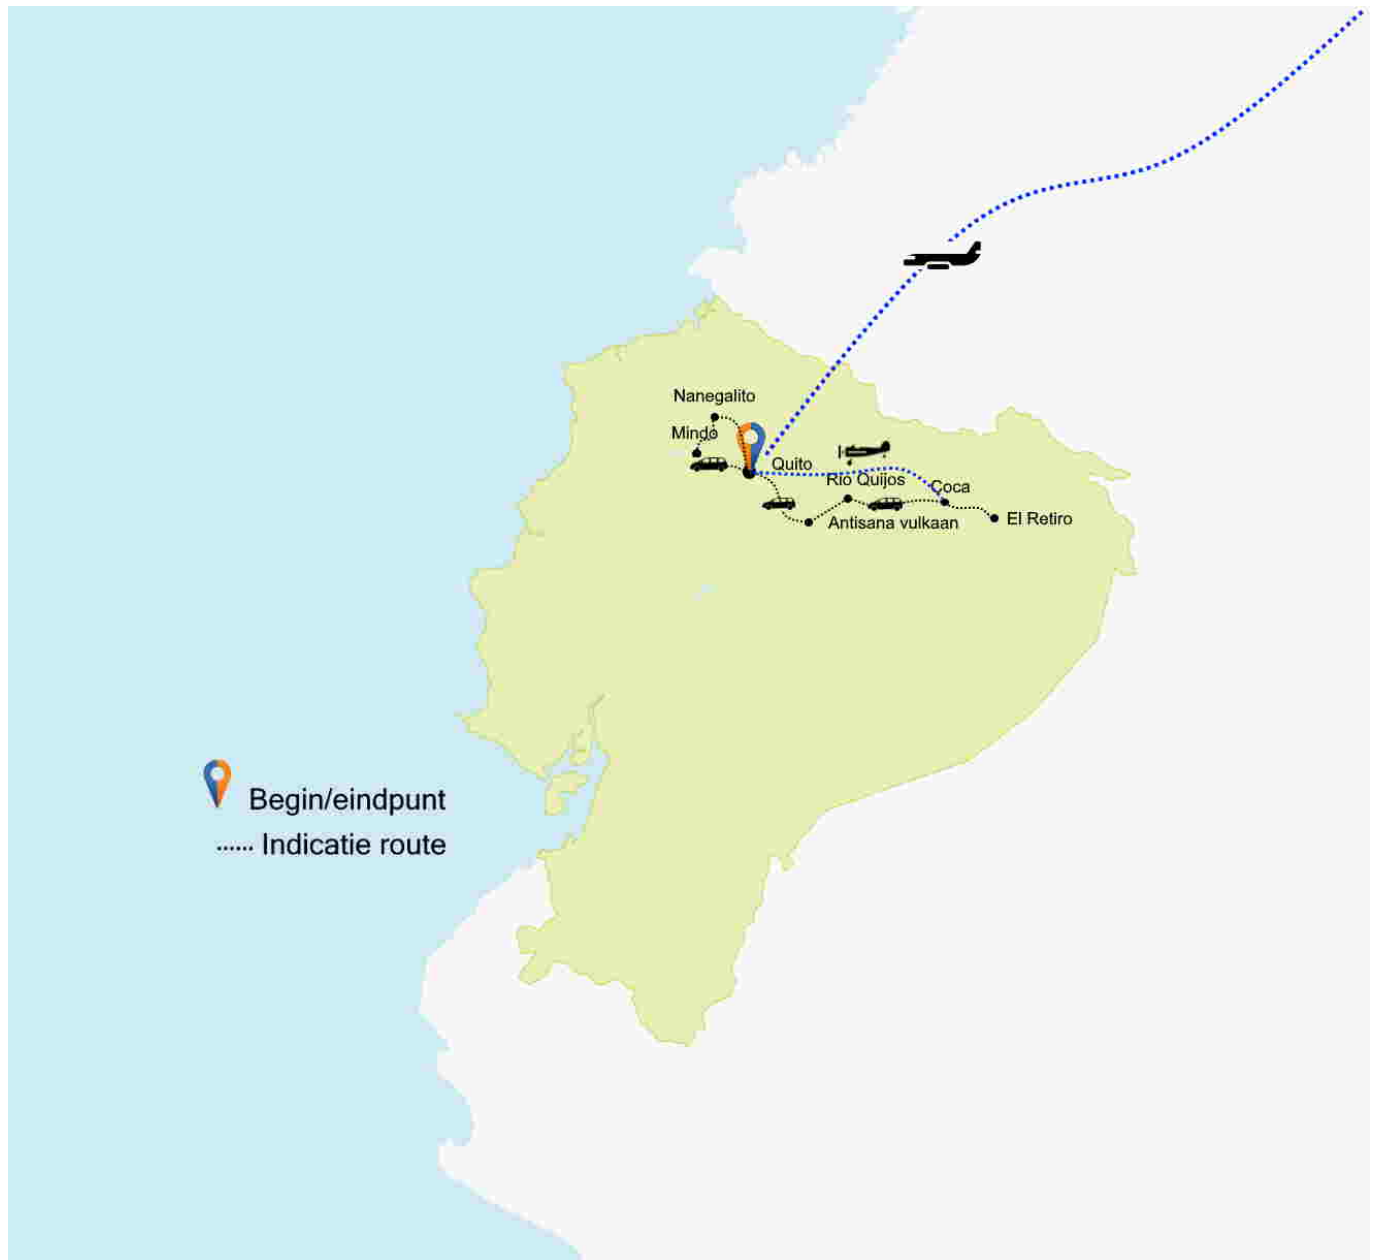 Nanegalito
Mindo
Quito
Rio Quijos
Coca
Antisana vulkaan
El Retiro
Begin/eindpunt
Indicatie route